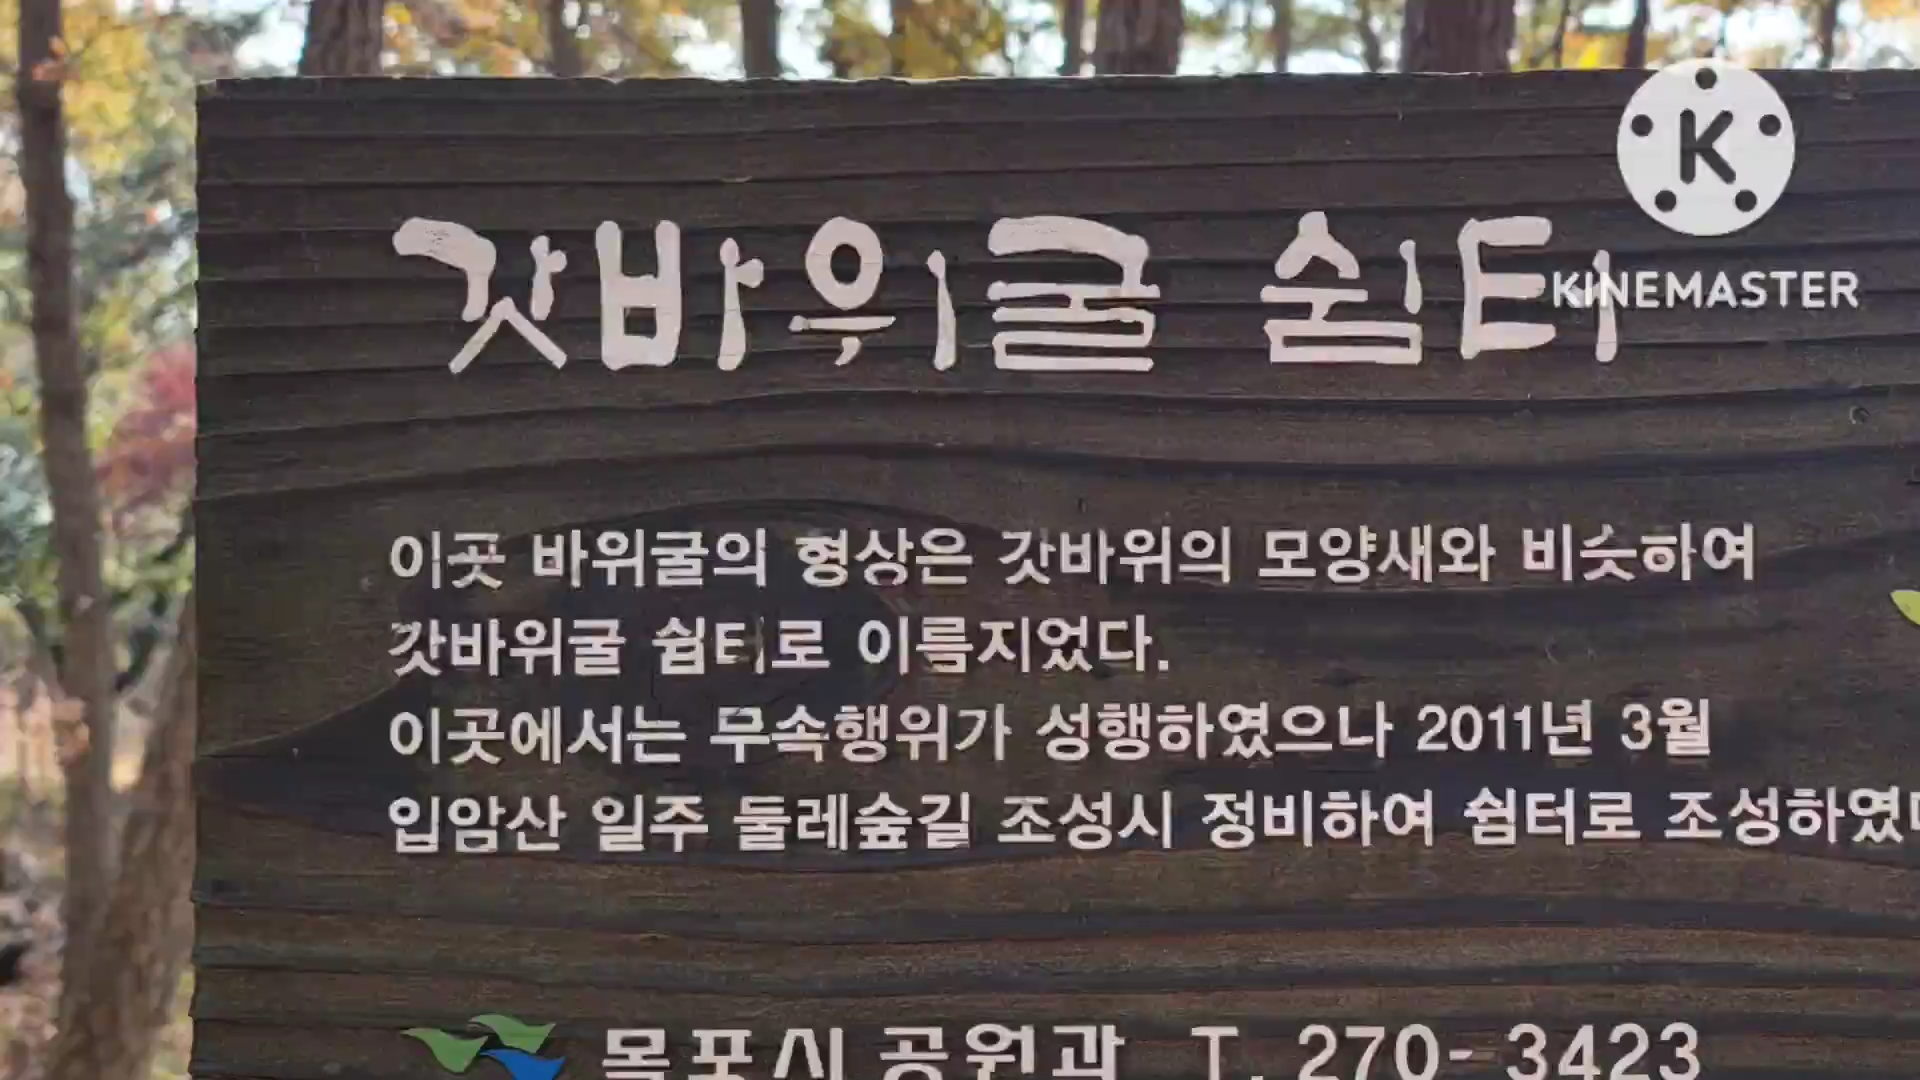 갓바위굴 쉼터
KINEMASTER
이곳 바위굴의 형상은 갓바위의 모양새와 비슷하여
갓바위굴 쉼터로 이름지었다.
이곳에서는 무속행위가 성행하였으나 2011년 3월
입암산 일주 둘레숲길 조성시 정비하여 쉼터로 조성하였
목포시 공원과 T. 270-3423